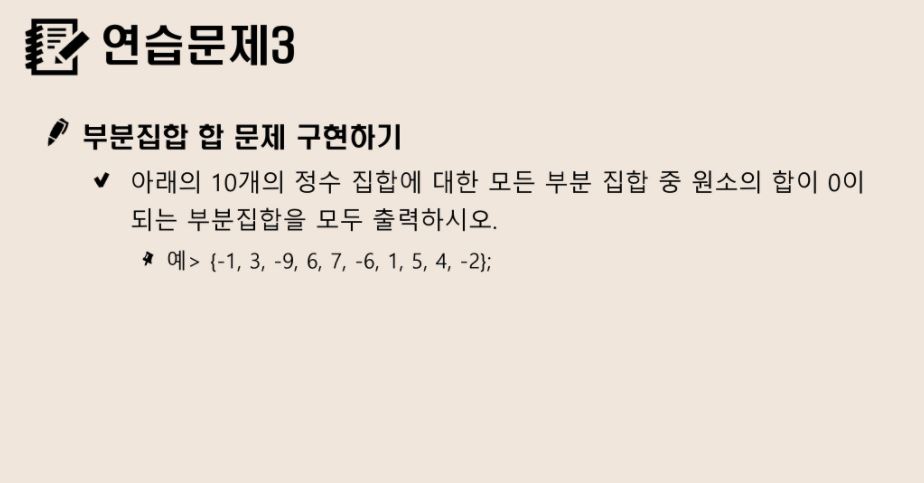 연습문제3
부분집합 합 문제 구현하기
아래의 10개의 정수 집합에 대한 모든 부분 집합 중 원소의 합이 0이
되는 부분집합을 모두 출력하시오.
예> {-1, 3, -9, 6, 7, -6, 1, 5, 4, -2};